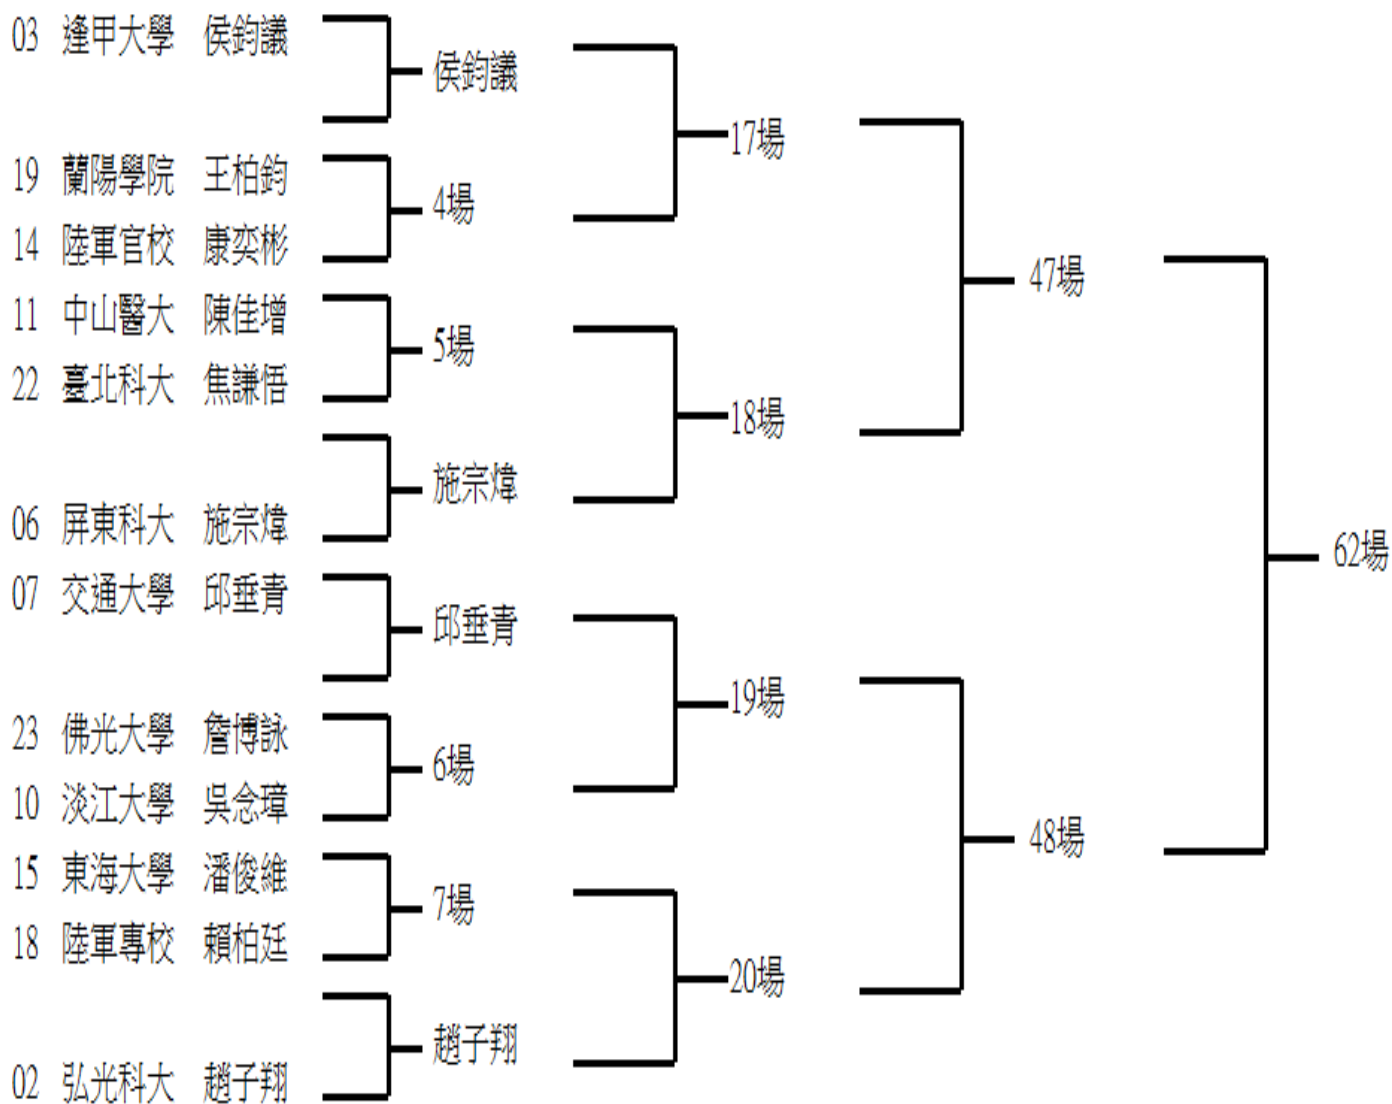 03 逢甲大學 侯鈞議
侯鈞議
17場
19 蘭陽學院 王柏鈞
4場
14 陸軍官校 康奕彬
47場
11 中山醫大 陳佳增
5場
22 臺北科大 焦謙悟
18場
施宗煒
06 屏東科大 施宗煒
62場
07 交通大學 邱垂青
邱垂青
19場
23 佛光大學 詹博詠
6場
10 淡江大學 吳念璋
48場
15 東海大學 潘俊維
7場
18 陸軍專校 賴柏廷
20場
趙子翔
02 弘光科大 趙子翔